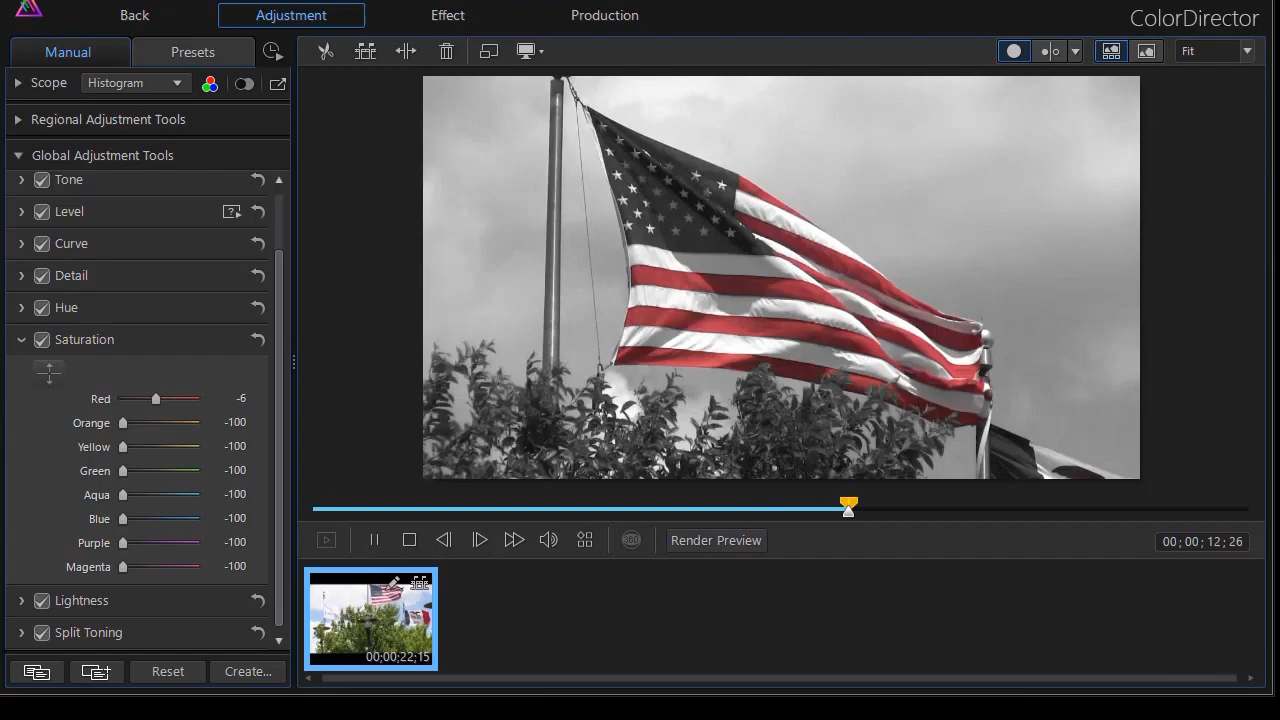 Back Adjustment Effect Production ColorDirector
Manual Presets
Fit
Scope Histogram
Regional Adjustment Tools
Global Adjustment Tools
Tone
Level
Curve
Detail
Hue
Saturation
Red -6
Orange -100
Yellow -100
Green -100
Aqua -100
Blue -100
Purple -100
Magenta -100
Lightness
Split Toning
Reset Create...
360 Render Preview 00; 00; 12; 26
00;00;22;15